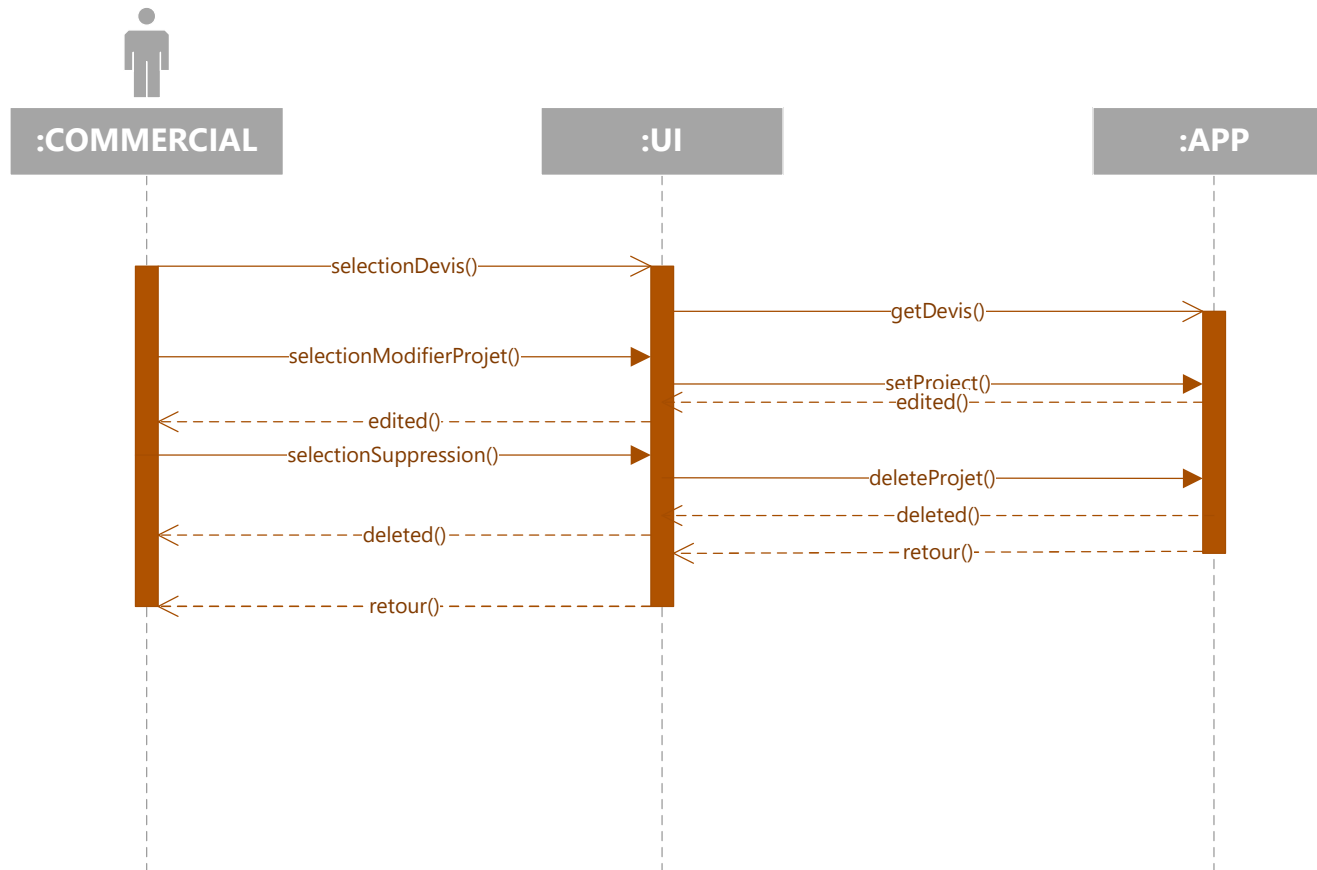 :COMMERCIAL
:UI
:APP
selectionDevis()
getDevis()
selectionModifierProjet()
setProject()
edited()
edited()
selectionSuppression()
deleteProjet()
deleted()
deleted()
retour()
retour()